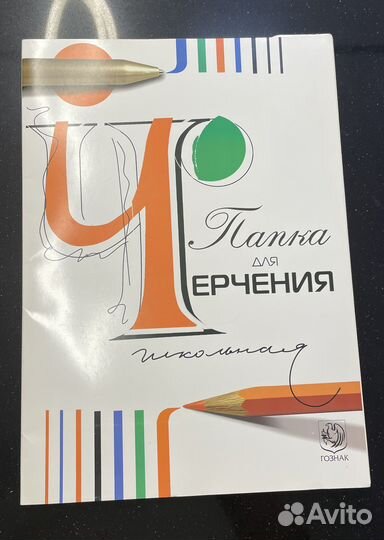 Папка
для
Черчения
школьная
ГОЗНАК
Avito